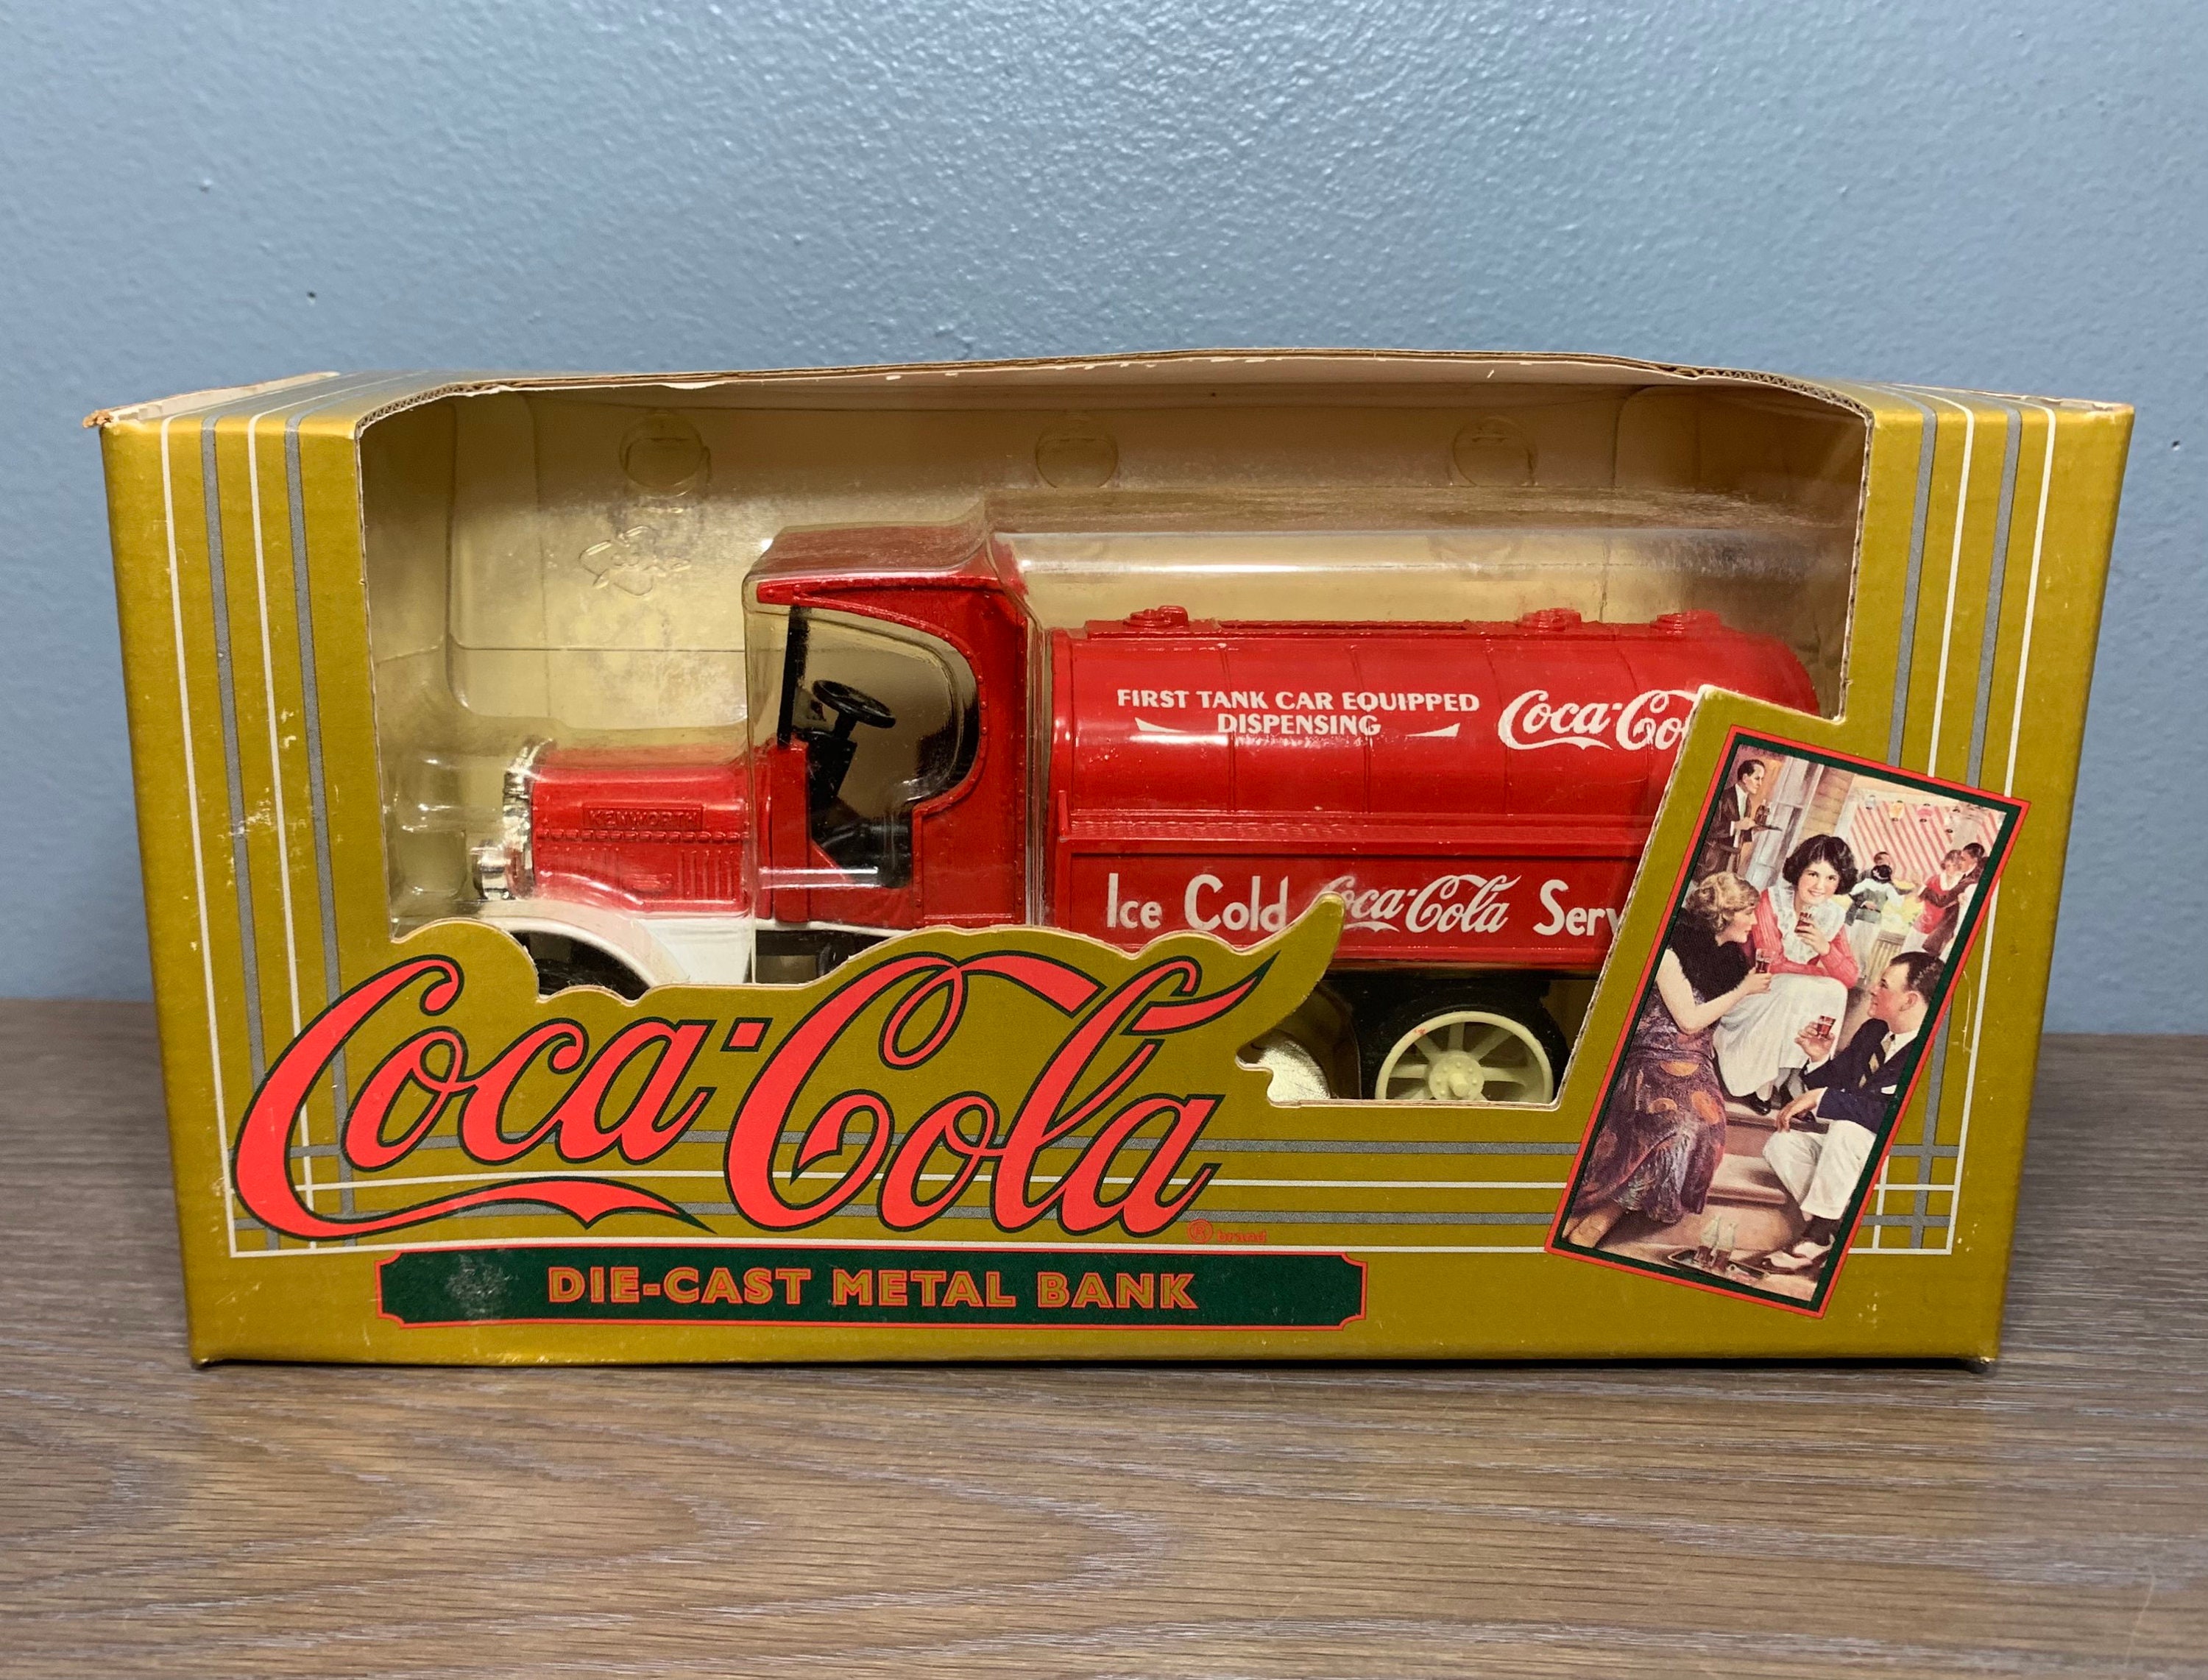 FIRST TANK CAR EQUIPPED
DISPENSING
Coca-Co
KENWORTH
Ice Cold Coca-Cola Serv
Coca-Cola
® brand
DIE-CAST METAL BANK